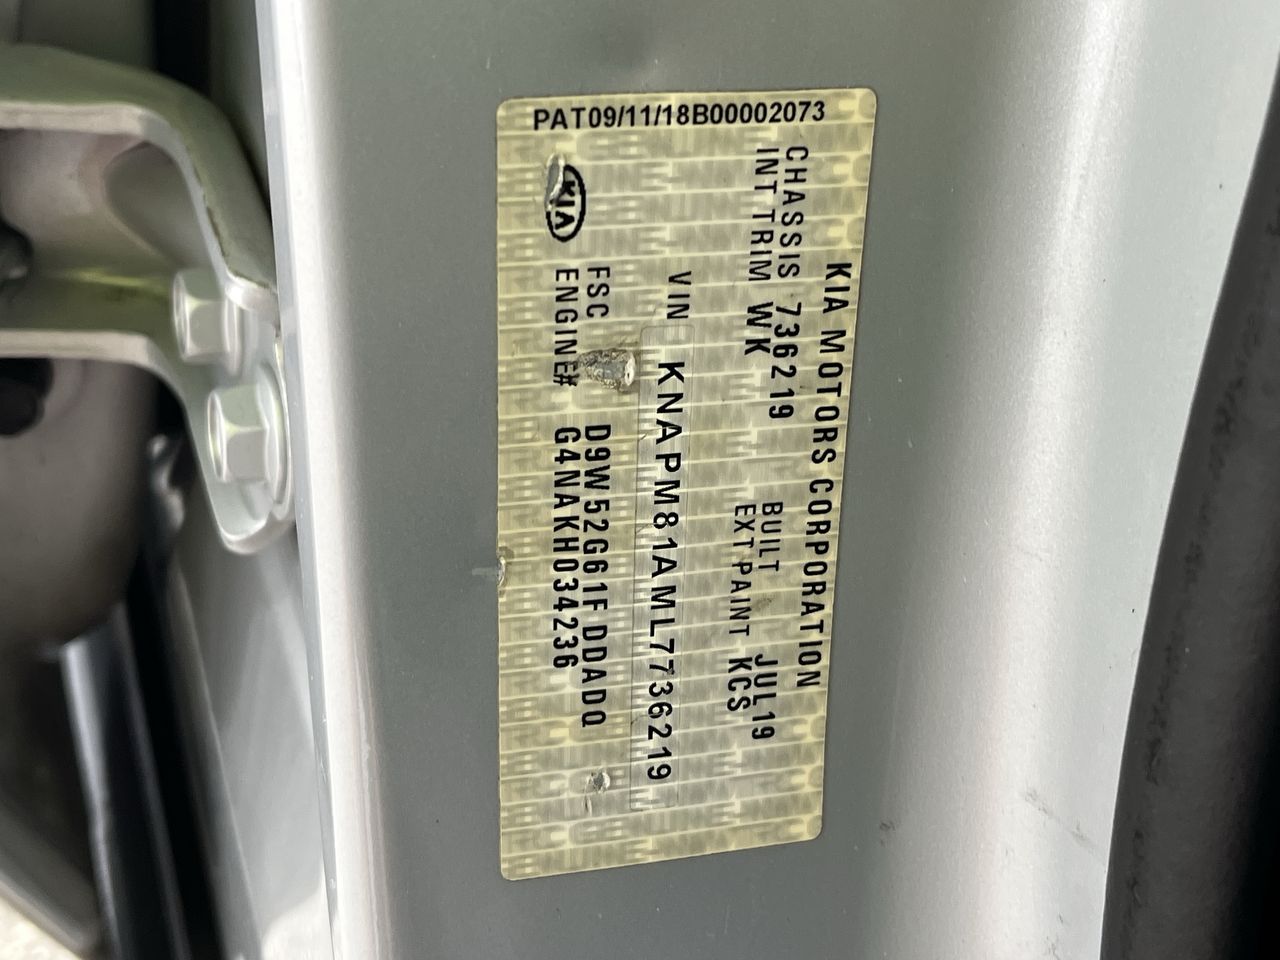 PAT09/11/18B00002073
KIA MOTORS CORPORATION
CHASSIS 736219 BUILT JUL19
INT TRIM WK EXT PAINT KCS
VIN KNAPM81AML7736219
FSC D9W52G61F DDADQ
ENGINE# G4NAKH034236
KIA